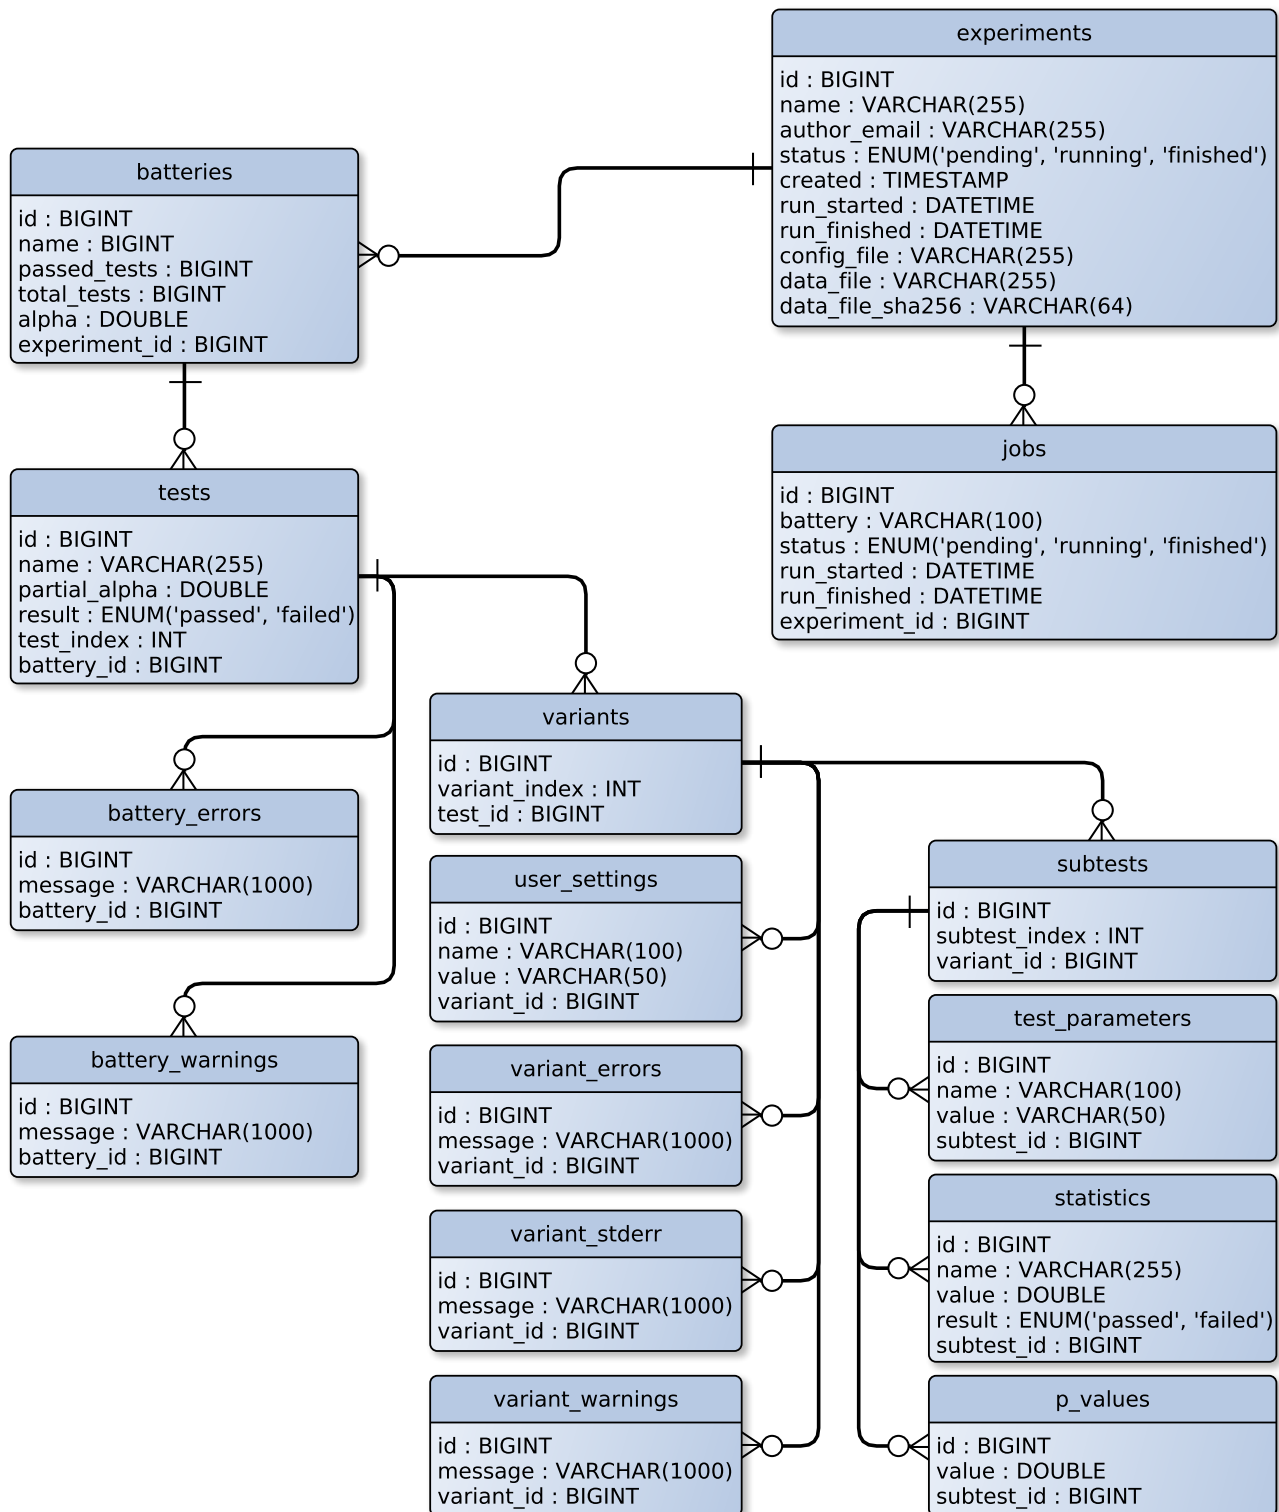 experiments
id : BIGINT
name : VARCHAR(255)
author_email : VARCHAR(255)
status : ENUM('pending', 'running', 'finished')
created : TIMESTAMP
run_started : DATETIME
run_finished : DATETIME
config_file : VARCHAR(255)
data_file : VARCHAR(255)
data_file_sha256 : VARCHAR(64)
batteries
id : BIGINT
name : BIGINT
passed_tests : BIGINT
total_tests : BIGINT
alpha : DOUBLE
experiment_id : BIGINT
jobs
id : BIGINT
battery : VARCHAR(100)
status : ENUM('pending', 'running', 'finished')
run_started : DATETIME
run_finished : DATETIME
experiment_id : BIGINT
tests
id : BIGINT
name : VARCHAR(255)
partial_alpha : DOUBLE
result : ENUM('passed', 'failed')
test_index : INT
battery_id : BIGINT
variants
id : BIGINT
variant_index : INT
test_id : BIGINT
battery_errors
id : BIGINT
message : VARCHAR(1000)
battery_id : BIGINT
battery_warnings
id : BIGINT
message : VARCHAR(1000)
battery_id : BIGINT
user_settings
id : BIGINT
name : VARCHAR(100)
value : VARCHAR(50)
variant_id : BIGINT
variant_errors
id : BIGINT
message : VARCHAR(1000)
variant_id : BIGINT
variant_stderr
id : BIGINT
message : VARCHAR(1000)
variant_id : BIGINT
variant_warnings
id : BIGINT
message : VARCHAR(1000)
variant_id : BIGINT
subtests
id : BIGINT
subtest_index : INT
variant_id : BIGINT
test_parameters
id : BIGINT
name : VARCHAR(100)
value : VARCHAR(50)
subtest_id : BIGINT
statistics
id : BIGINT
name : VARCHAR(255)
value : DOUBLE
result : ENUM('passed', 'failed')
subtest_id : BIGINT
p_values
id : BIGINT
value : DOUBLE
subtest_id : BIGINT